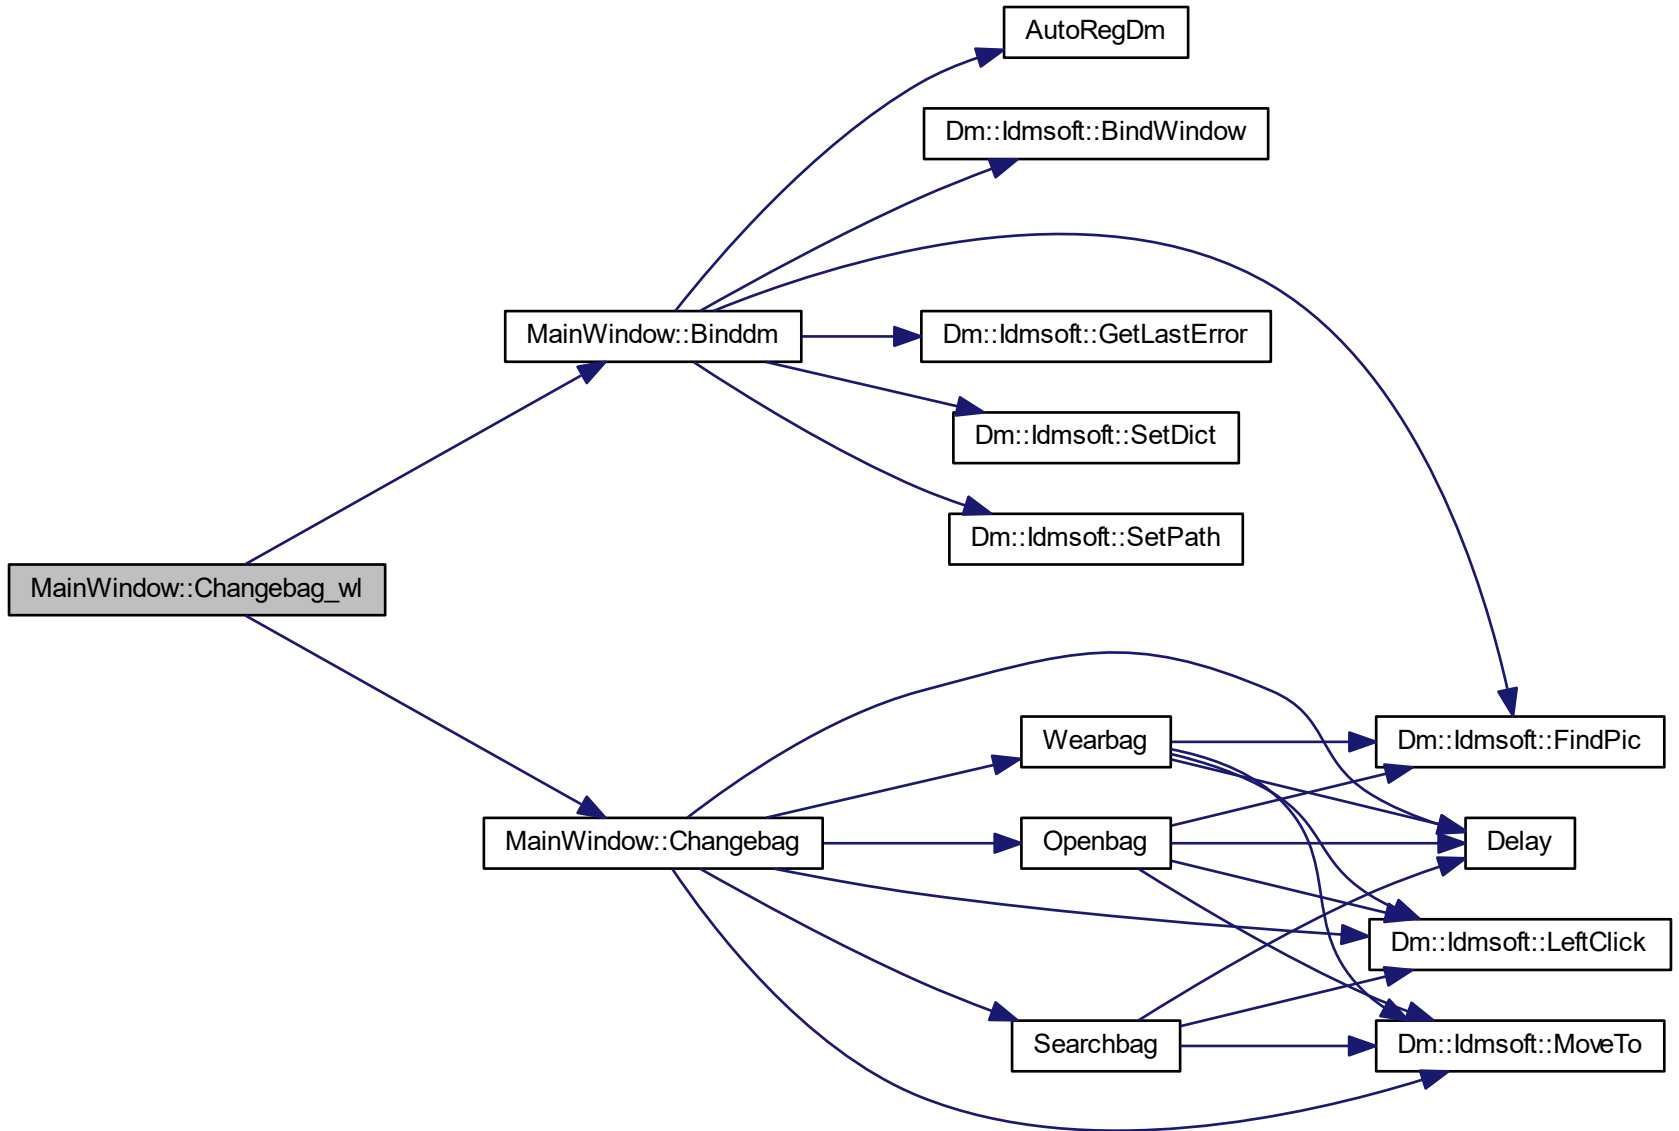 AutoRegDm
Dm::Idmsoft::BindWindow
MainWindow::Binddm
Dm::Idmsoft::GetLastError
Dm::Idmsoft::SetDict
Dm::Idmsoft::SetPath
MainWindow::Changebag_wl
Wearbag
Dm::Idmsoft::FindPic
MainWindow::Changebag
Openbag
Delay
Dm::Idmsoft::LeftClick
Searchbag
Dm::Idmsoft::MoveTo